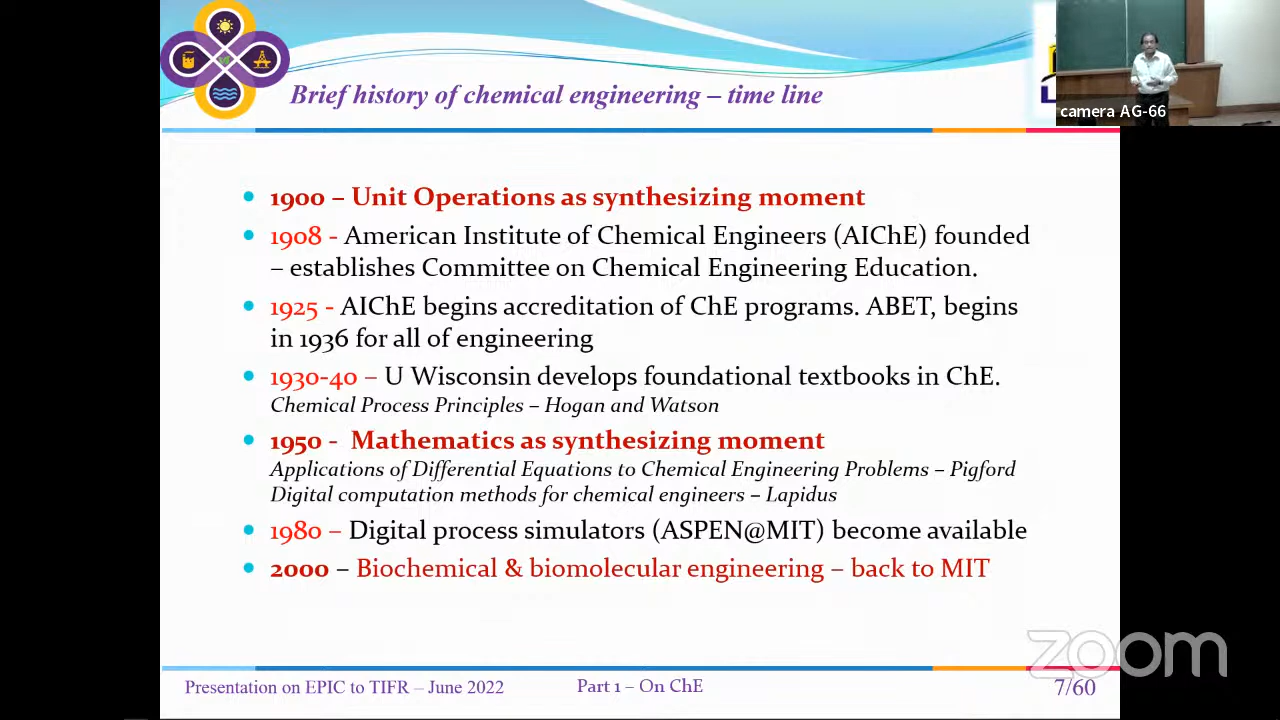 Brief history of chemical engineering – time line
camera AG-66
• 1900 – Unit Operations as synthesizing moment
• 1908 - American Institute of Chemical Engineers (AIChE) founded
– establishes Committee on Chemical Engineering Education.
• 1925 - AIChE begins accreditation of ChE programs. ABET, begins
in 1936 for all of engineering
• 1930-40 – U Wisconsin develops foundational textbooks in ChE.
Chemical Process Principles – Hogan and Watson
• 1950 - Mathematics as synthesizing moment
Applications of Differential Equations to Chemical Engineering Problems – Pigford
Digital computation methods for chemical engineers – Lapidus
• 1980 – Digital process simulators (ASPEN@MIT) become available
• 2000 – Biochemical & biomolecular engineering – back to MIT
zoom
Presentation on EPIC to TIFR – June 2022
Part 1 – On ChE
7/60